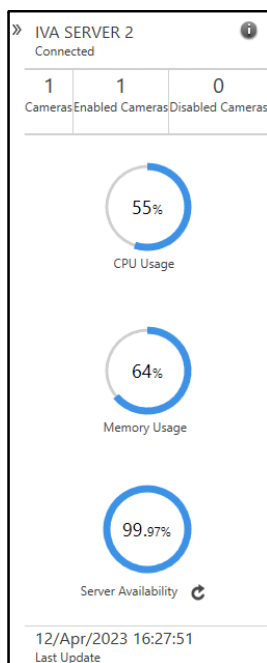 » IVA SERVER 2
Connected
1 1 0
Cameras Enabled Cameras Disabled Cameras
55%
CPU Usage
64%
Memory Usage
99.97%
Server Availability
12/Apr/2023 16:27:51
Last Update